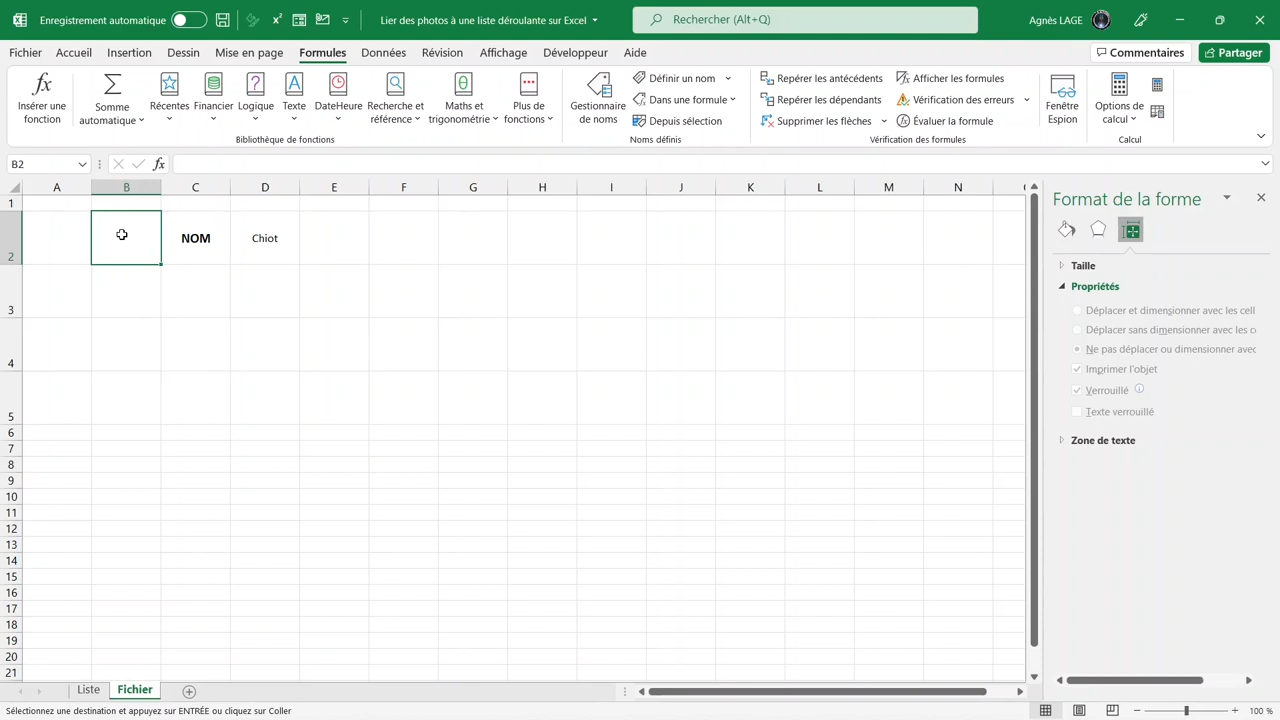 Enregistrement automatique
Lier des photos à une liste déroulante sur Excel
Rechercher (Alt+Q)
Agnès LAGE
Fichier
Accueil
Insertion
Dessin
Mise en page
Formules
Données
Révision
Affichage
Développeur
Aide
Commentaires
Partager
Insérer une fonction
Somme automatique
Récentes
Financier
Logique
Texte
DateHeure
Recherche et référence
Maths et trigonométrie
Plus de fonctions
Bibliothèque de fonctions
Gestionnaire de noms
Définir un nom
Dans une formule
Depuis sélection
Noms définis
Repérer les antécédents
Repérer les dépendants
Supprimer les flèches
Afficher les formules
Vérification des erreurs
Évaluer la formule
Vérification des formules
Fenêtre Espion
Options de calcul
Calcul
B2
fx
A B C D E F G H I J K L M N
1
2 NOM Chiot
3
4
5
6
7
8
9
10
11
12
13
14
15
16
17
18
19
20
21
Format de la forme
Taille
Propriétés
Déplacer et dimensionner avec les cell
Déplacer sans dimensionner avec les c
Ne pas déplacer ou dimensionner avec
Imprimer l'objet
Verrouillé
Texte verrouillé
Zone de texte
Liste
Fichier
Sélectionnez une destination et appuyez sur ENTRÉE ou cliquez sur Coller
100 %